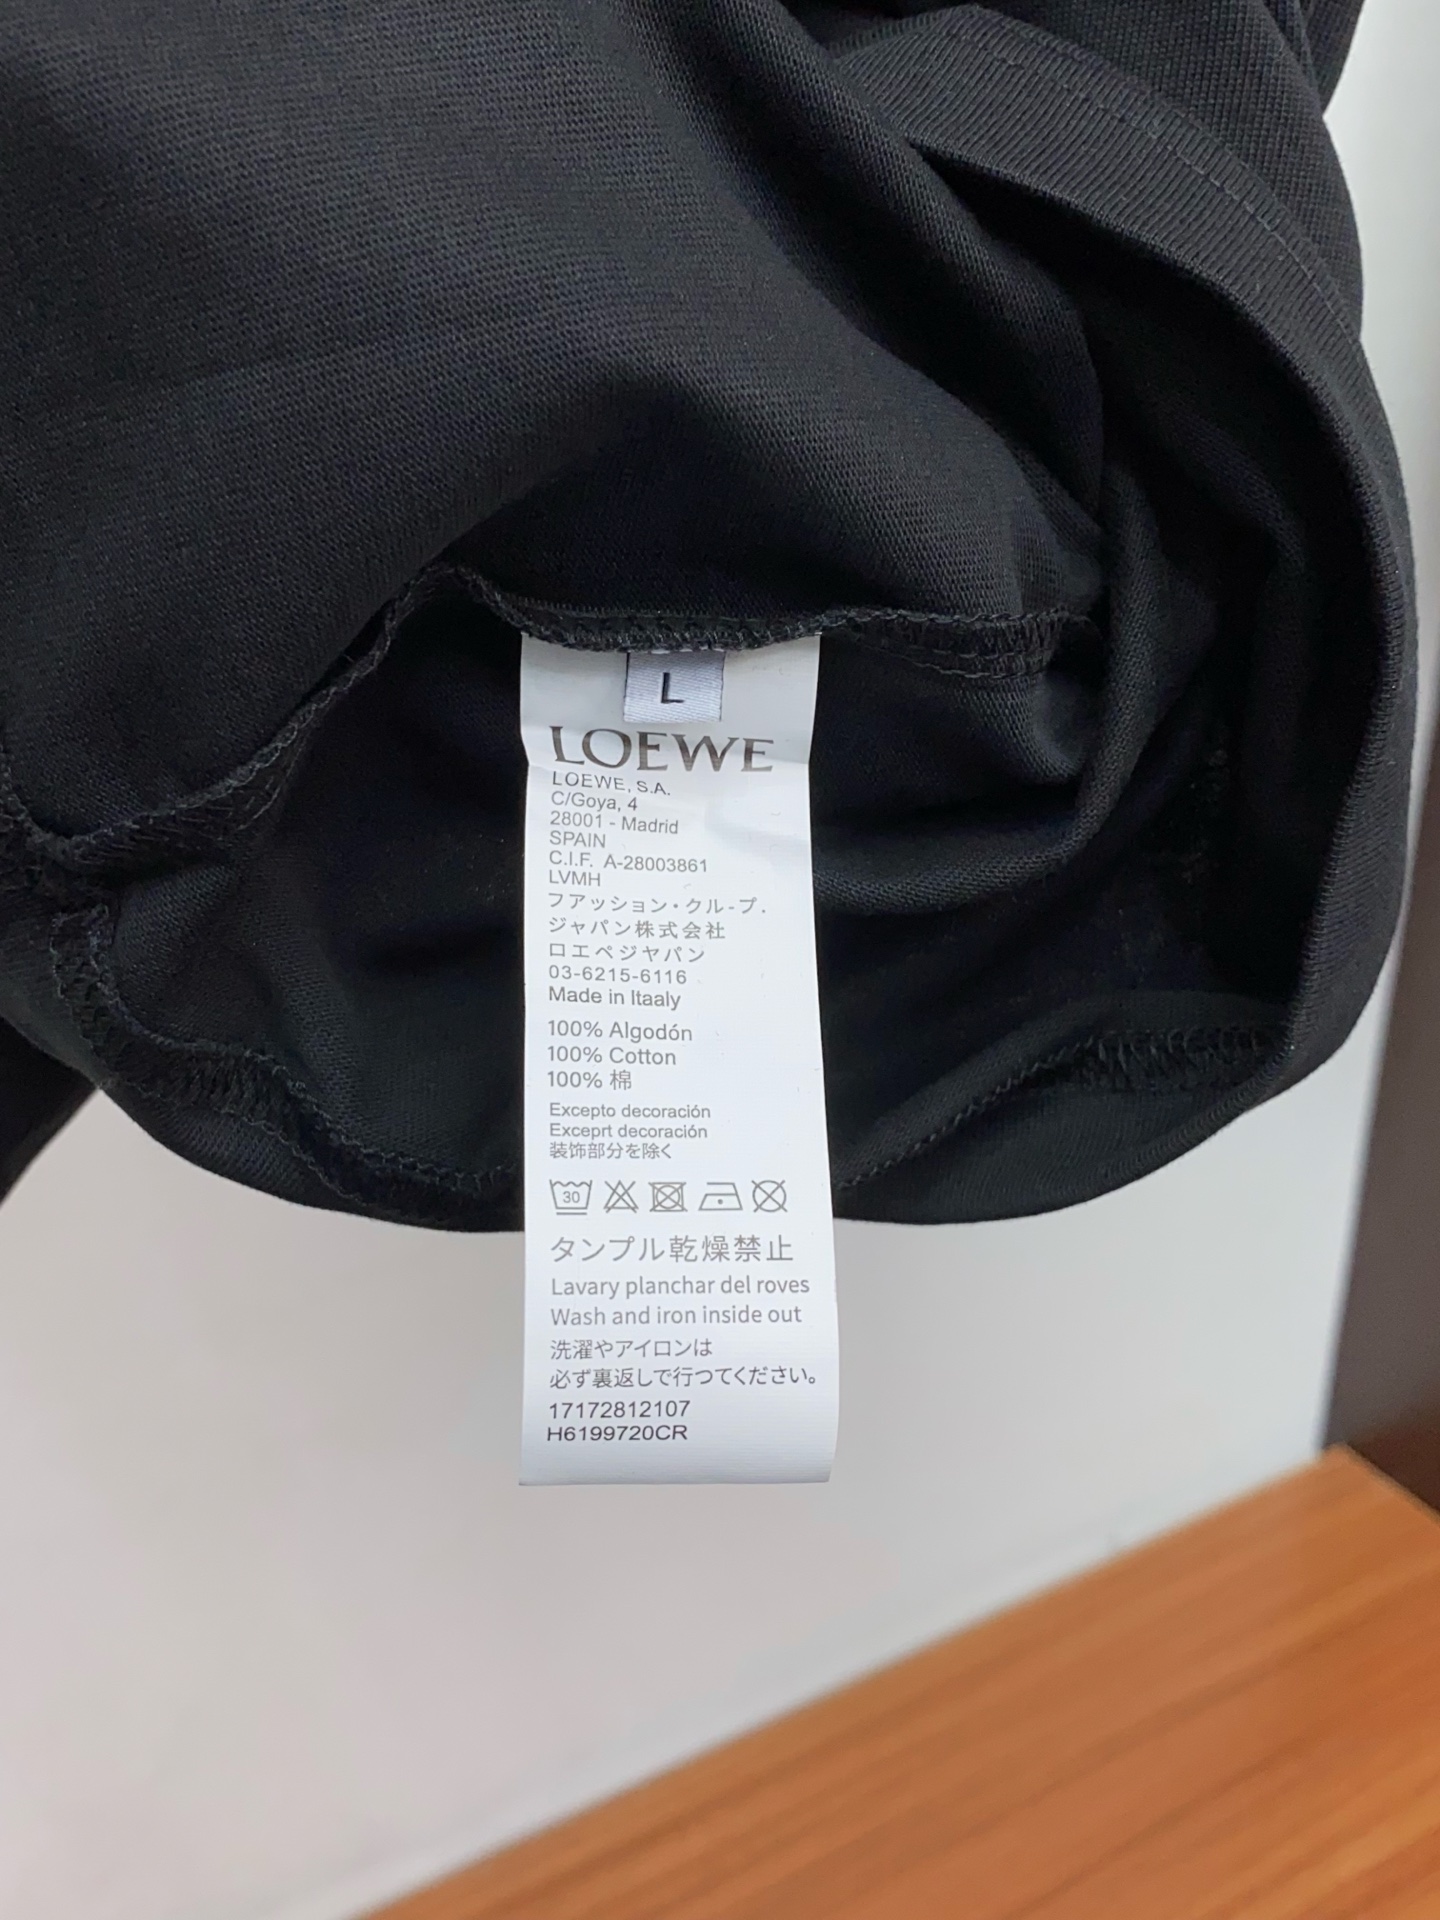 L
LOEWE
LOEWE, S.A.
C/Goya, 4
28001 - Madrid
SPAIN
C.I.F. A-28003861
LVMH
フアッション・クル-プ.
ジャパン株式会社
ロエペジヤパン
03-6215-6116
Made in Itaaly
100% Algodón
100% Cotton
100% 棉
Excepto decoración
Exceprt decoración
装饰部分を除く
30
タンプル乾燥禁止
Lavary planchar del roves
Wash and iron inside out
洗濯やアイロンは
必ず裏返しで行つてください。
17172812107
H6199720CR